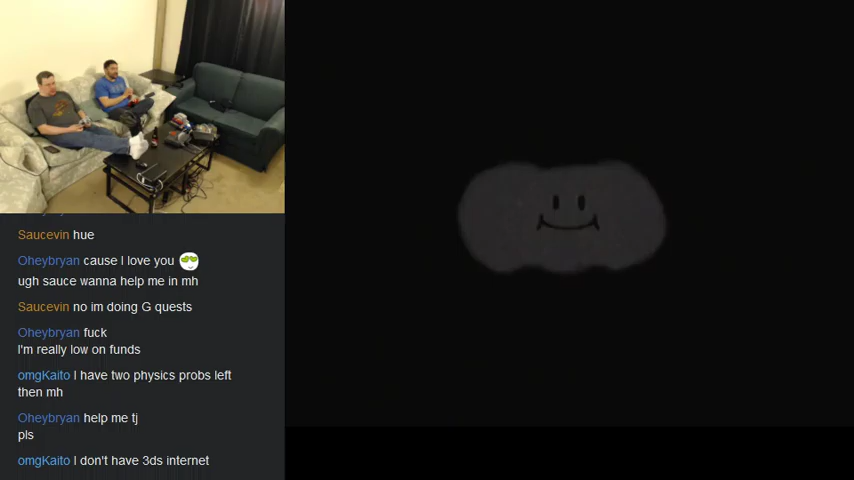 Saucevin hue
Oheybryan cause I love you
ugh sauce wanna help me in mh
Saucevin no im doing G quests
Oheybryan fuck
I'm really low on funds
omgKaito I have two physics probs left
then mh
Oheybryan help me tj
pls
omgKaito I don't have 3ds internet